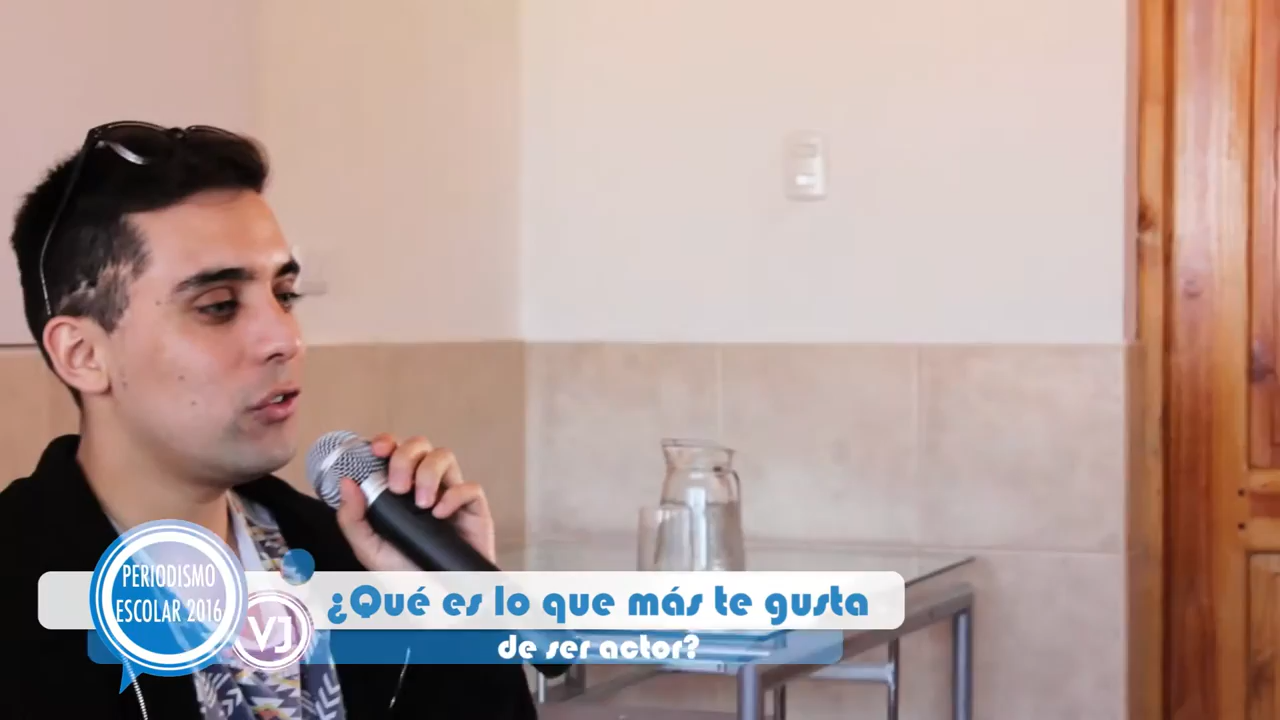 PERIODISMO
ESCOLAR 2016
VJ
¿Qué es lo que más te gusta
de ser actor?